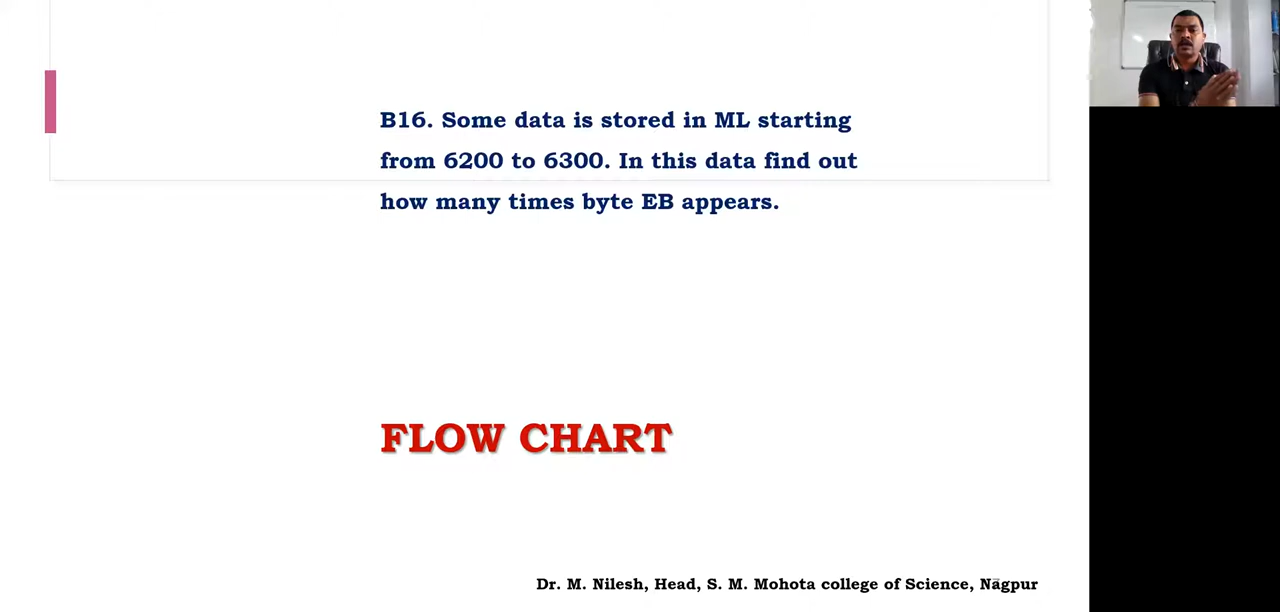 B16. Some data is stored in ML starting
from 6200 to 6300. In this data find out
how many times byte EB appears.
FLOW CHART
Dr. M. Nilesh, Head, S. M. Mohota college of Science, Nagpur